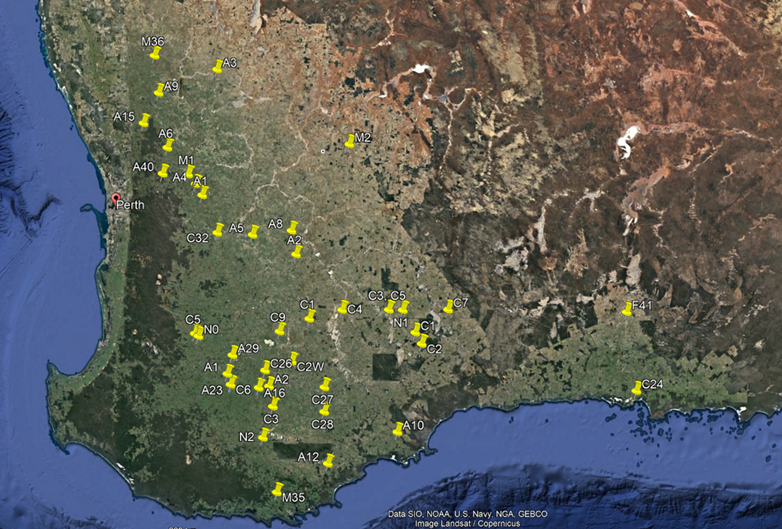 M36
A3
A9
A15
M2
A6
A40
M1
A4
A1
Perth
C32
A5
A8
A2
C1
C4
C3, C5
C7
F41
C5
N0
C9
N1
C1
C2
A29
C26
C2W
A1
A23
C6
A2
A16
C24
C27
C3
C28
A10
N2
A12
M35
Data SIO, NOAA, U.S. Navy, NGA, GEBCO
Image Landsat / Copernicus